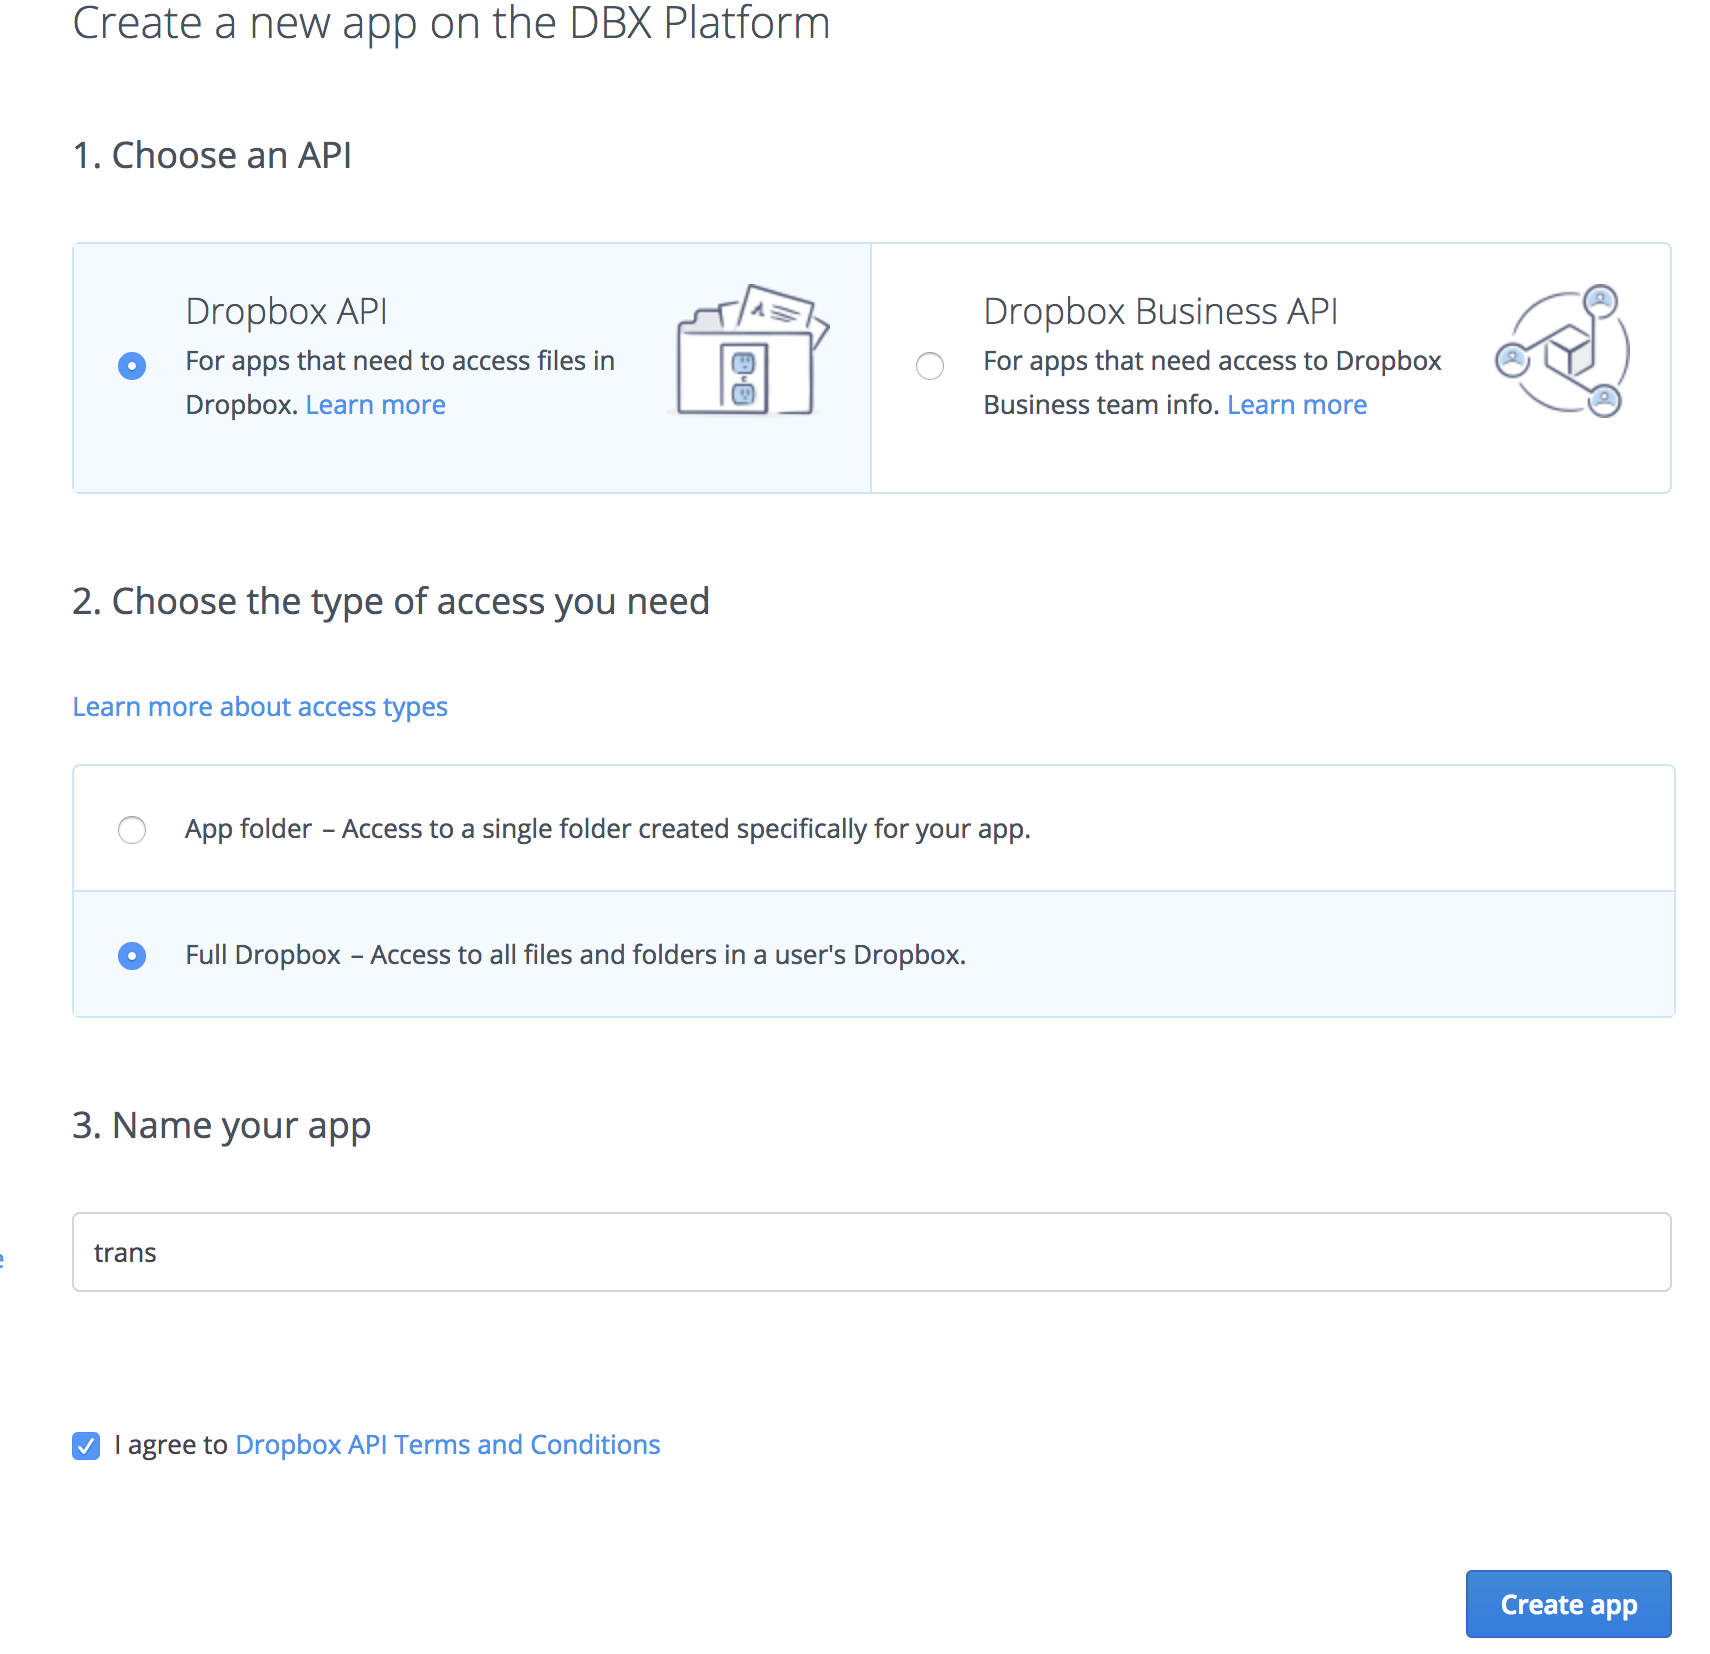 Create a new app on the DBX Platform
1. Choose an API
Dropbox API
For apps that need to access files in
Dropbox. Learn more
Dropbox Business API
For apps that need access to Dropbox
Business team info. Learn more
2. Choose the type of access you need
Learn more about access types
App folder – Access to a single folder created specifically for your app.
Full Dropbox – Access to all files and folders in a user's Dropbox.
3. Name your app
trans
I agree to Dropbox API Terms and Conditions
Create app